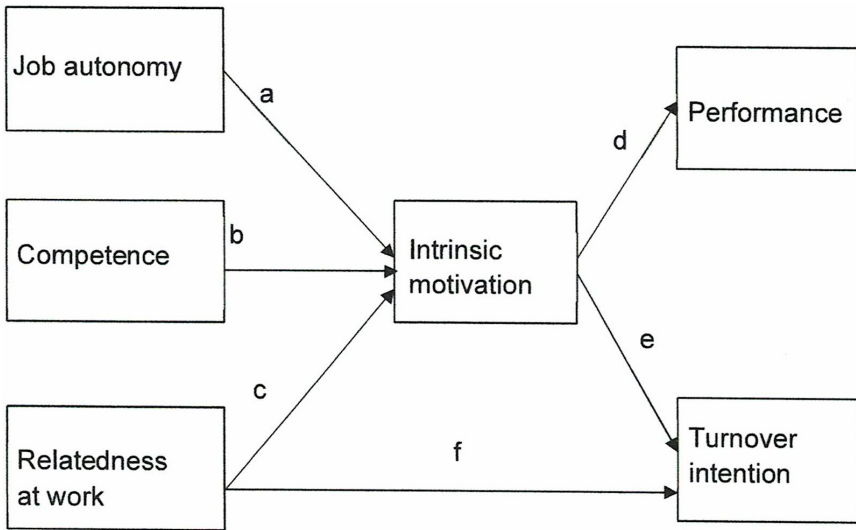 Job autonomy
a
Performance
d
Competence
b
Intrinsic
motivation
e
c
Relatedness
at work
f
Turnover
intention